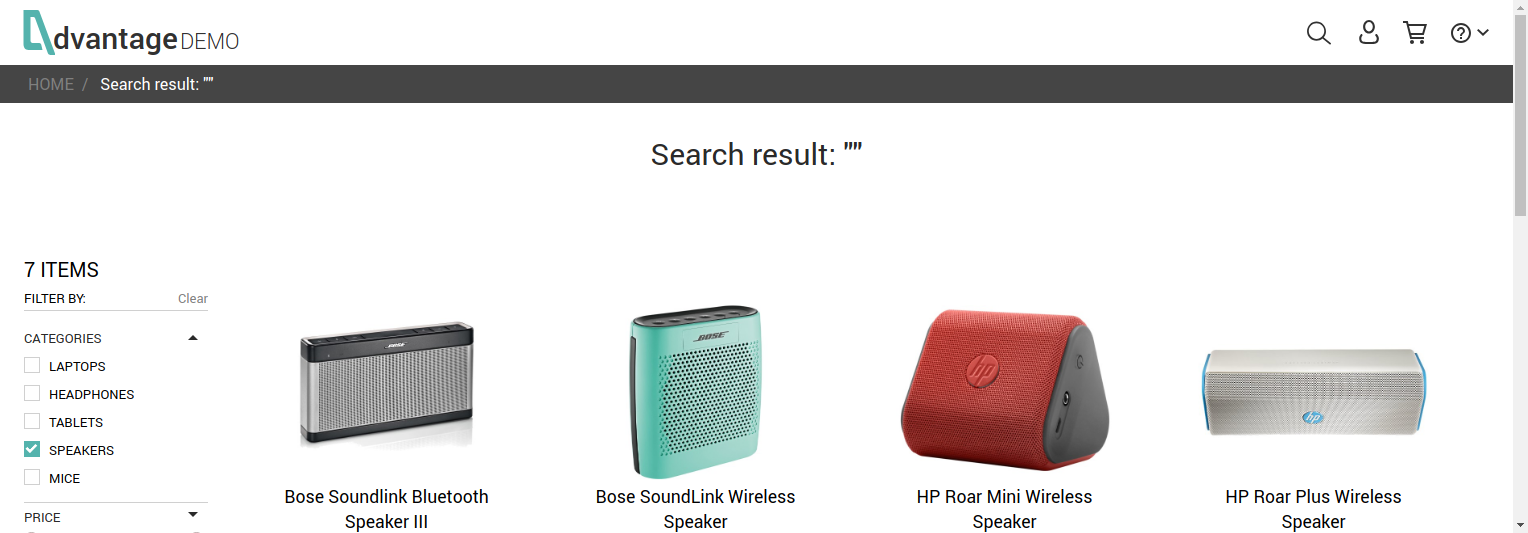 dvantage DEMO
HOME / Search result: ""
Search result: ""
7 ITEMS
FILTER BY: Clear
CATEGORIES
LAPTOPS
HEADPHONES
TABLETS
SPEAKERS
MICE
PRICE
BOSE
Bose Soundlink Bluetooth
Speaker III
BOSE
Bose SoundLink Wireless
Speaker
hp
HP Roar Mini Wireless
Speaker
hp
HP Roar Plus Wireless
Speaker